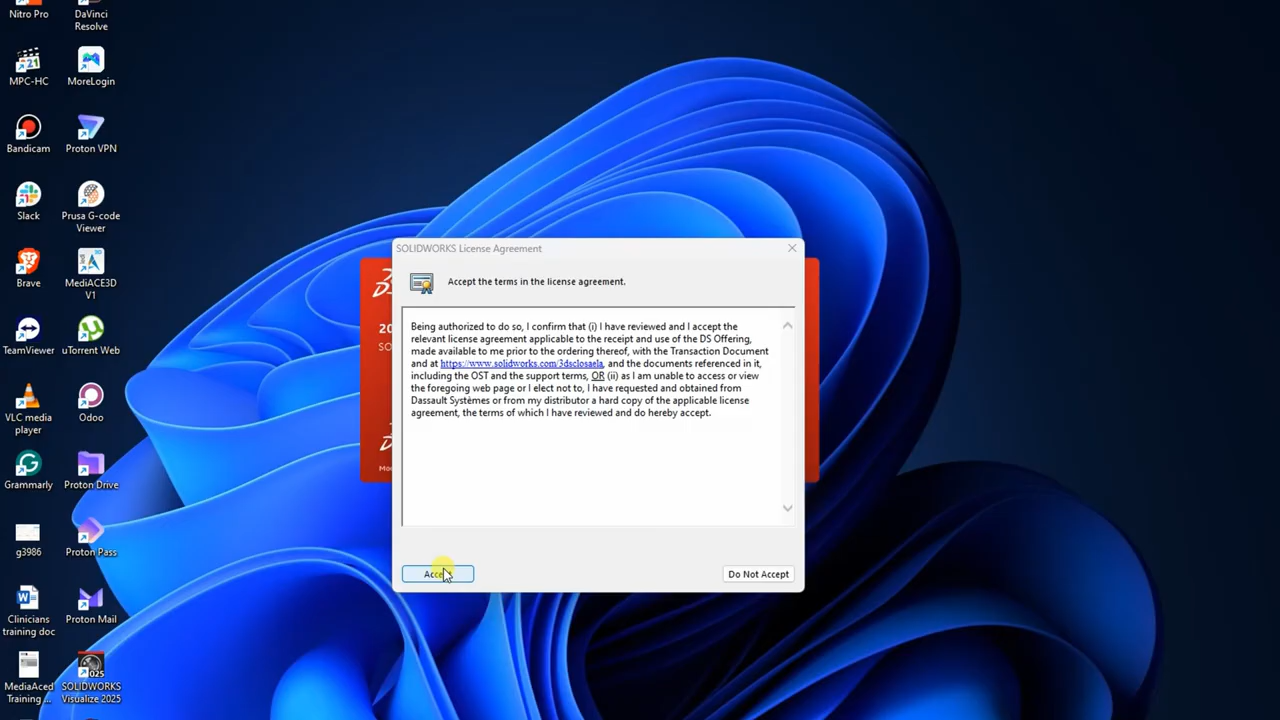 Nitro Pro
DaVinci
Resolve
MPC-HC
MoreLogin
Bandicam
Proton VPN
Slack
Prusa G-code
Viewer
Brave
MediACE3D
V1
TeamViewer
uTorrent Web
VLC media
player
Odoo
Grammarly
Proton Drive
g3986
Proton Pass
Clinicians
training doc
Proton Mail
MediaAced
Training ...
SOLIDWORKS
Visualize 2025
SOLIDWORKS License Agreement
Accept the terms in the license agreement.
Being authorized to do so, I confirm that (i) I have reviewed and I accept the
relevant license agreement applicable to the receipt and use of the DS Offering,
made available to me prior to the ordering thereof, with the Transaction Document
and at https://www.solidworks.com/3dsclosaela, and the documents referenced in it,
including the OST and the support terms, OR (ii) as I am unable to access or view
the foregoing web page or I elect not to, I have requested and obtained from
Dassault Systèmes or from my distributor a hard copy of the applicable license
agreement, the terms of which I have reviewed and do hereby accept.
Do Not Accept